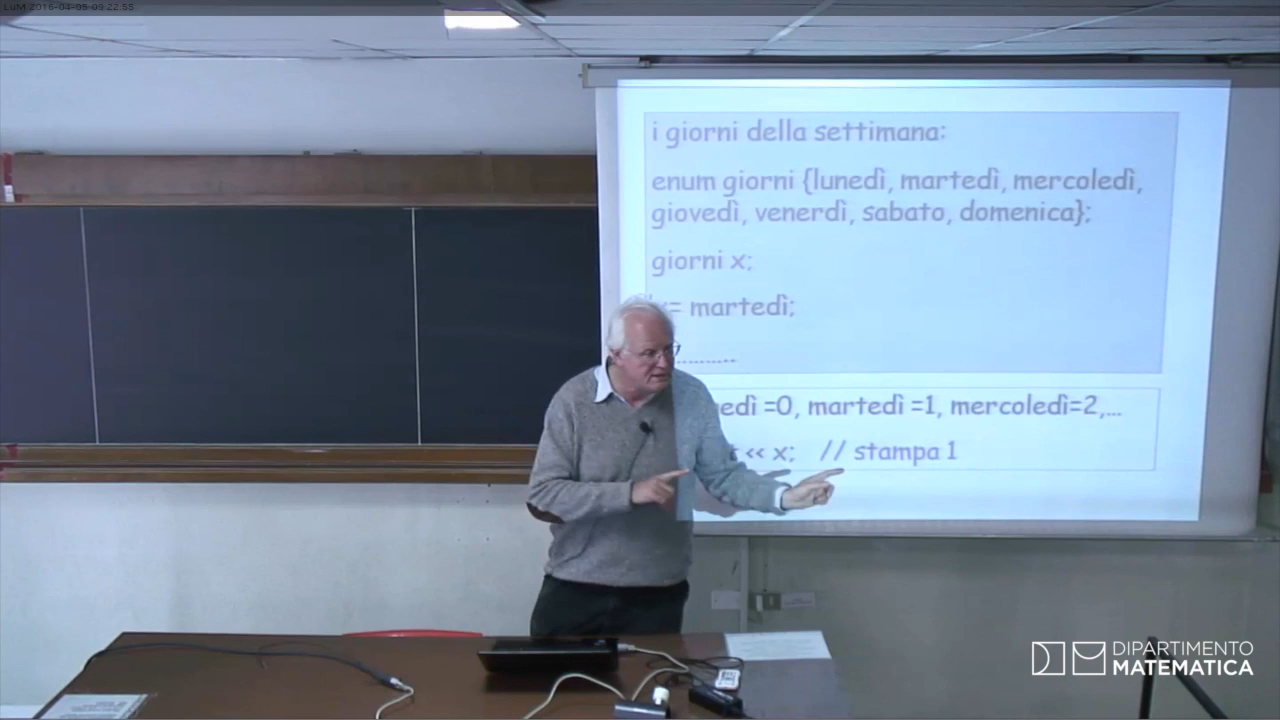 LUM 2016-04-05 09:22:55
i giorni della settimana:
enum giorni {lunedì, martedì, mercoledì,
giovedì, venerdì, sabato, domenica};
giorni x;
x= martedì;
...........
edì =0, martedì =1, mercoledì=2,...
<< x; // stampa 1
DIPARTIMENTO
MATEMATICA